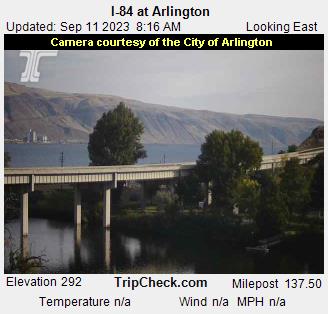 I-84 at Arlington
Updated: Sep 11 2023 8:16 AM Looking East
Camera courtesy of the City of Arlington
Elevation 292 TripCheck.com Milepost 137.50
Temperature n/a Wind n/a MPH n/a